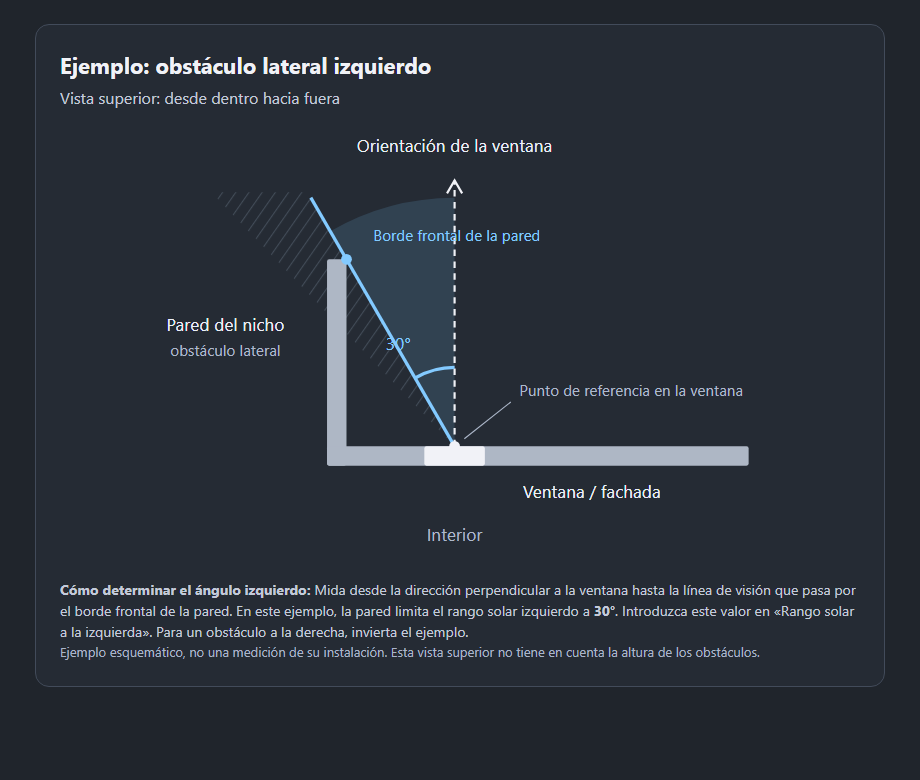 Ejemplo: obstáculo lateral izquierdo
Vista superior: desde dentro hacia fuera
Orientación de la ventana
Borde frontal de la pared
Pared del nicho
obstáculo lateral
30°
Punto de referencia en la ventana
Ventana / fachada
Interior
Cómo determinar el ángulo izquierdo: Mida desde la dirección perpendicular a la ventana hasta la línea de visión que pasa por
el borde frontal de la pared. En este ejemplo, la pared limita el rango solar izquierdo a 30°. Introduzca este valor en «Rango solar
a la izquierda». Para un obstáculo a la derecha, invierta el ejemplo.
Ejemplo esquemático, no una medición de su instalación. Esta vista superior no tiene en cuenta la altura de los obstáculos.